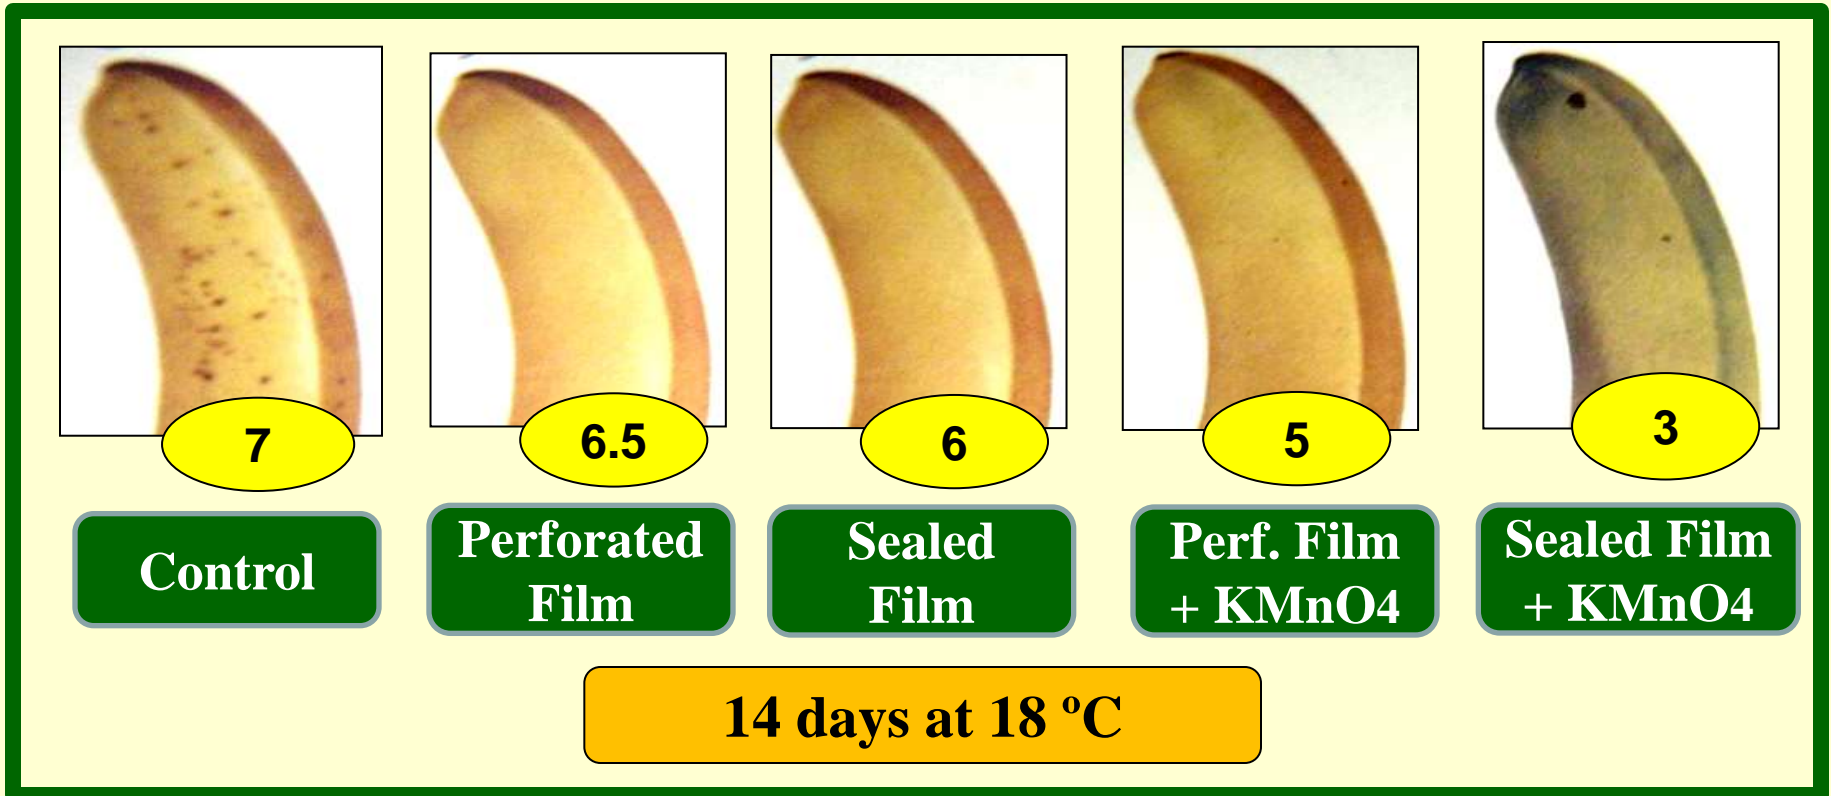 7
6.5
6
5
3
Control
Perforated
Film
Sealed
Film
Perf. Film
+ KMnO4
Sealed Film
+ KMnO4
14 days at 18 ºC